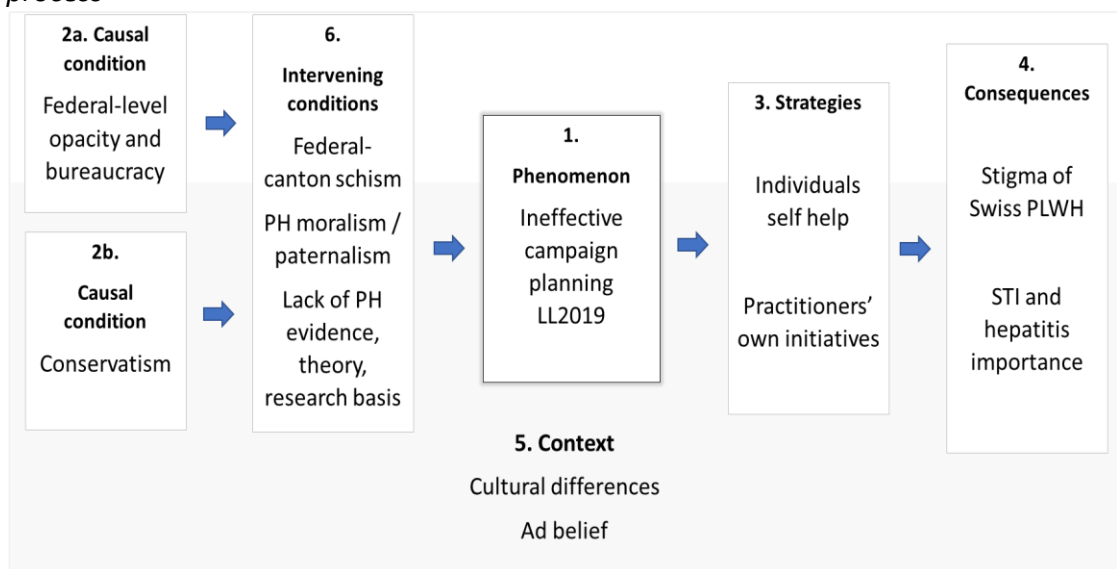 process
2a. Causal
condition
Federal-level
opacity and
bureaucracy
2b.
Causal
condition
Conservatism
6.
Intervening
conditions
Federal-
canton schism
PH moralism /
paternalism
Lack of PH
evidence,
theory,
research basis
1.
Phenomenon
Ineffective
campaign
planning
LL2019
3. Strategies
Individuals
self help
Practitioners’
own initiatives
4.
Consequences
Stigma of
Swiss PLWH
STI and
hepatitis
importance
5. Context
Cultural differences
Ad belief